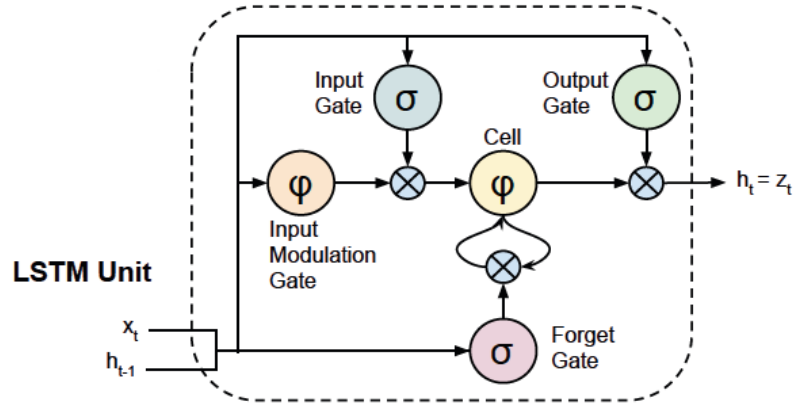 Input
Gate
σ
Output
Gate
σ
Cell
φ
φ
h_t = z_t
Input
Modulation
Gate
LSTM Unit
x_t
h_t-1
σ
Forget
Gate